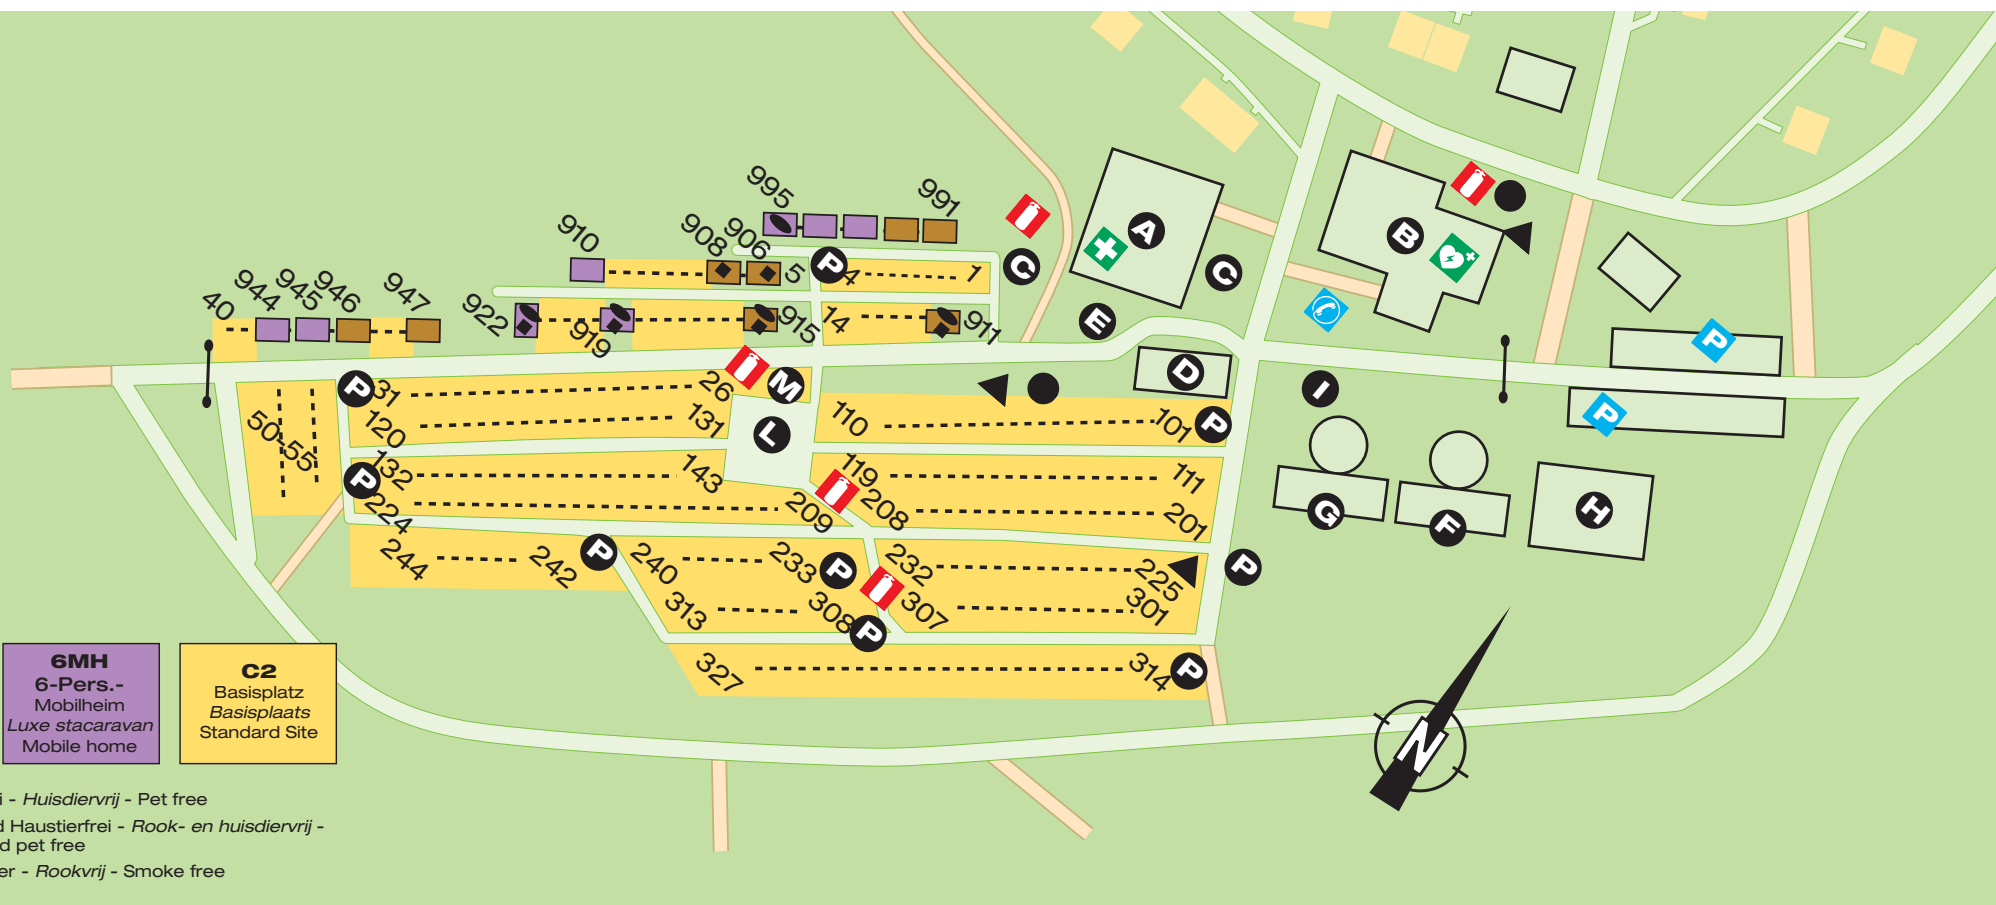 995
991
910
908
906
5
P
4
1
C
A
C
B
E
40
944
945
946
947
922
919
915
14
911
P
31
26
M
D
I
P
P
50-55
120
131
L
110
101
P
P
132
143
119
111
224
209
208
201
G
F
H
244
242
P
240
233
P
232
225
P
313
308
P
307
301
327
314
P
N
6MH
6-Pers.-
Mobilheim
Luxe stacaravan
Mobile home
C2
Basisplatz
Basisplaats
Standard Site
i - Huisdiervrij - Pet free
d Haustierfrei - Rook- en huisdiervrij -
d pet free
er - Rookvrij - Smoke free